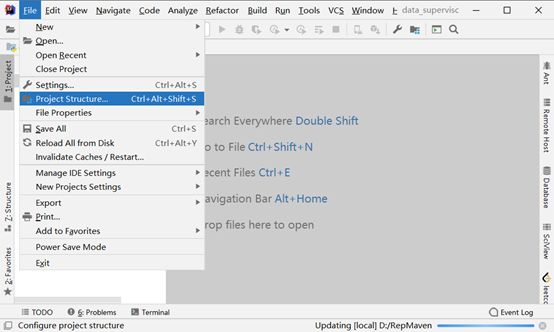 File Edit View Navigate Code Analyze Refactor Build Run Tools VCS Window H data_supervisc
New
Open...
Open Recent
Close Project
Settings... Ctrl+Alt+S
Project Structure... Ctrl+Alt+Shift+S
File Properties
Save All Ctrl+S
Reload All from Disk Ctrl+Alt+Y
Invalidate Caches / Restart...
Manage IDE Settings
New Projects Settings
Export
Print...
Add to Favorites
Power Save Mode
Exit
1: Project
Z: Structure
2: Favorites
earch Everywhere Double Shift
o to File Ctrl+Shift+N
ecent Files Ctrl+E
avigation Bar Alt+Home
rop files here to open
Ant
Remote Host
Database
SciView
leetco
TODO 6: Problems Terminal Event Log
Configure project structure Updating [local] D:/RepMaven